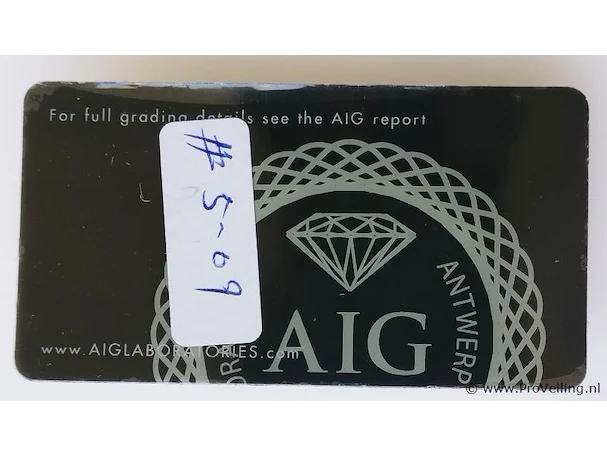 For full grading details see the AIG report
#5-09
AIG
ANTWERP
www.AIGLABORATORIES.com
© www.ProVeiling.nl